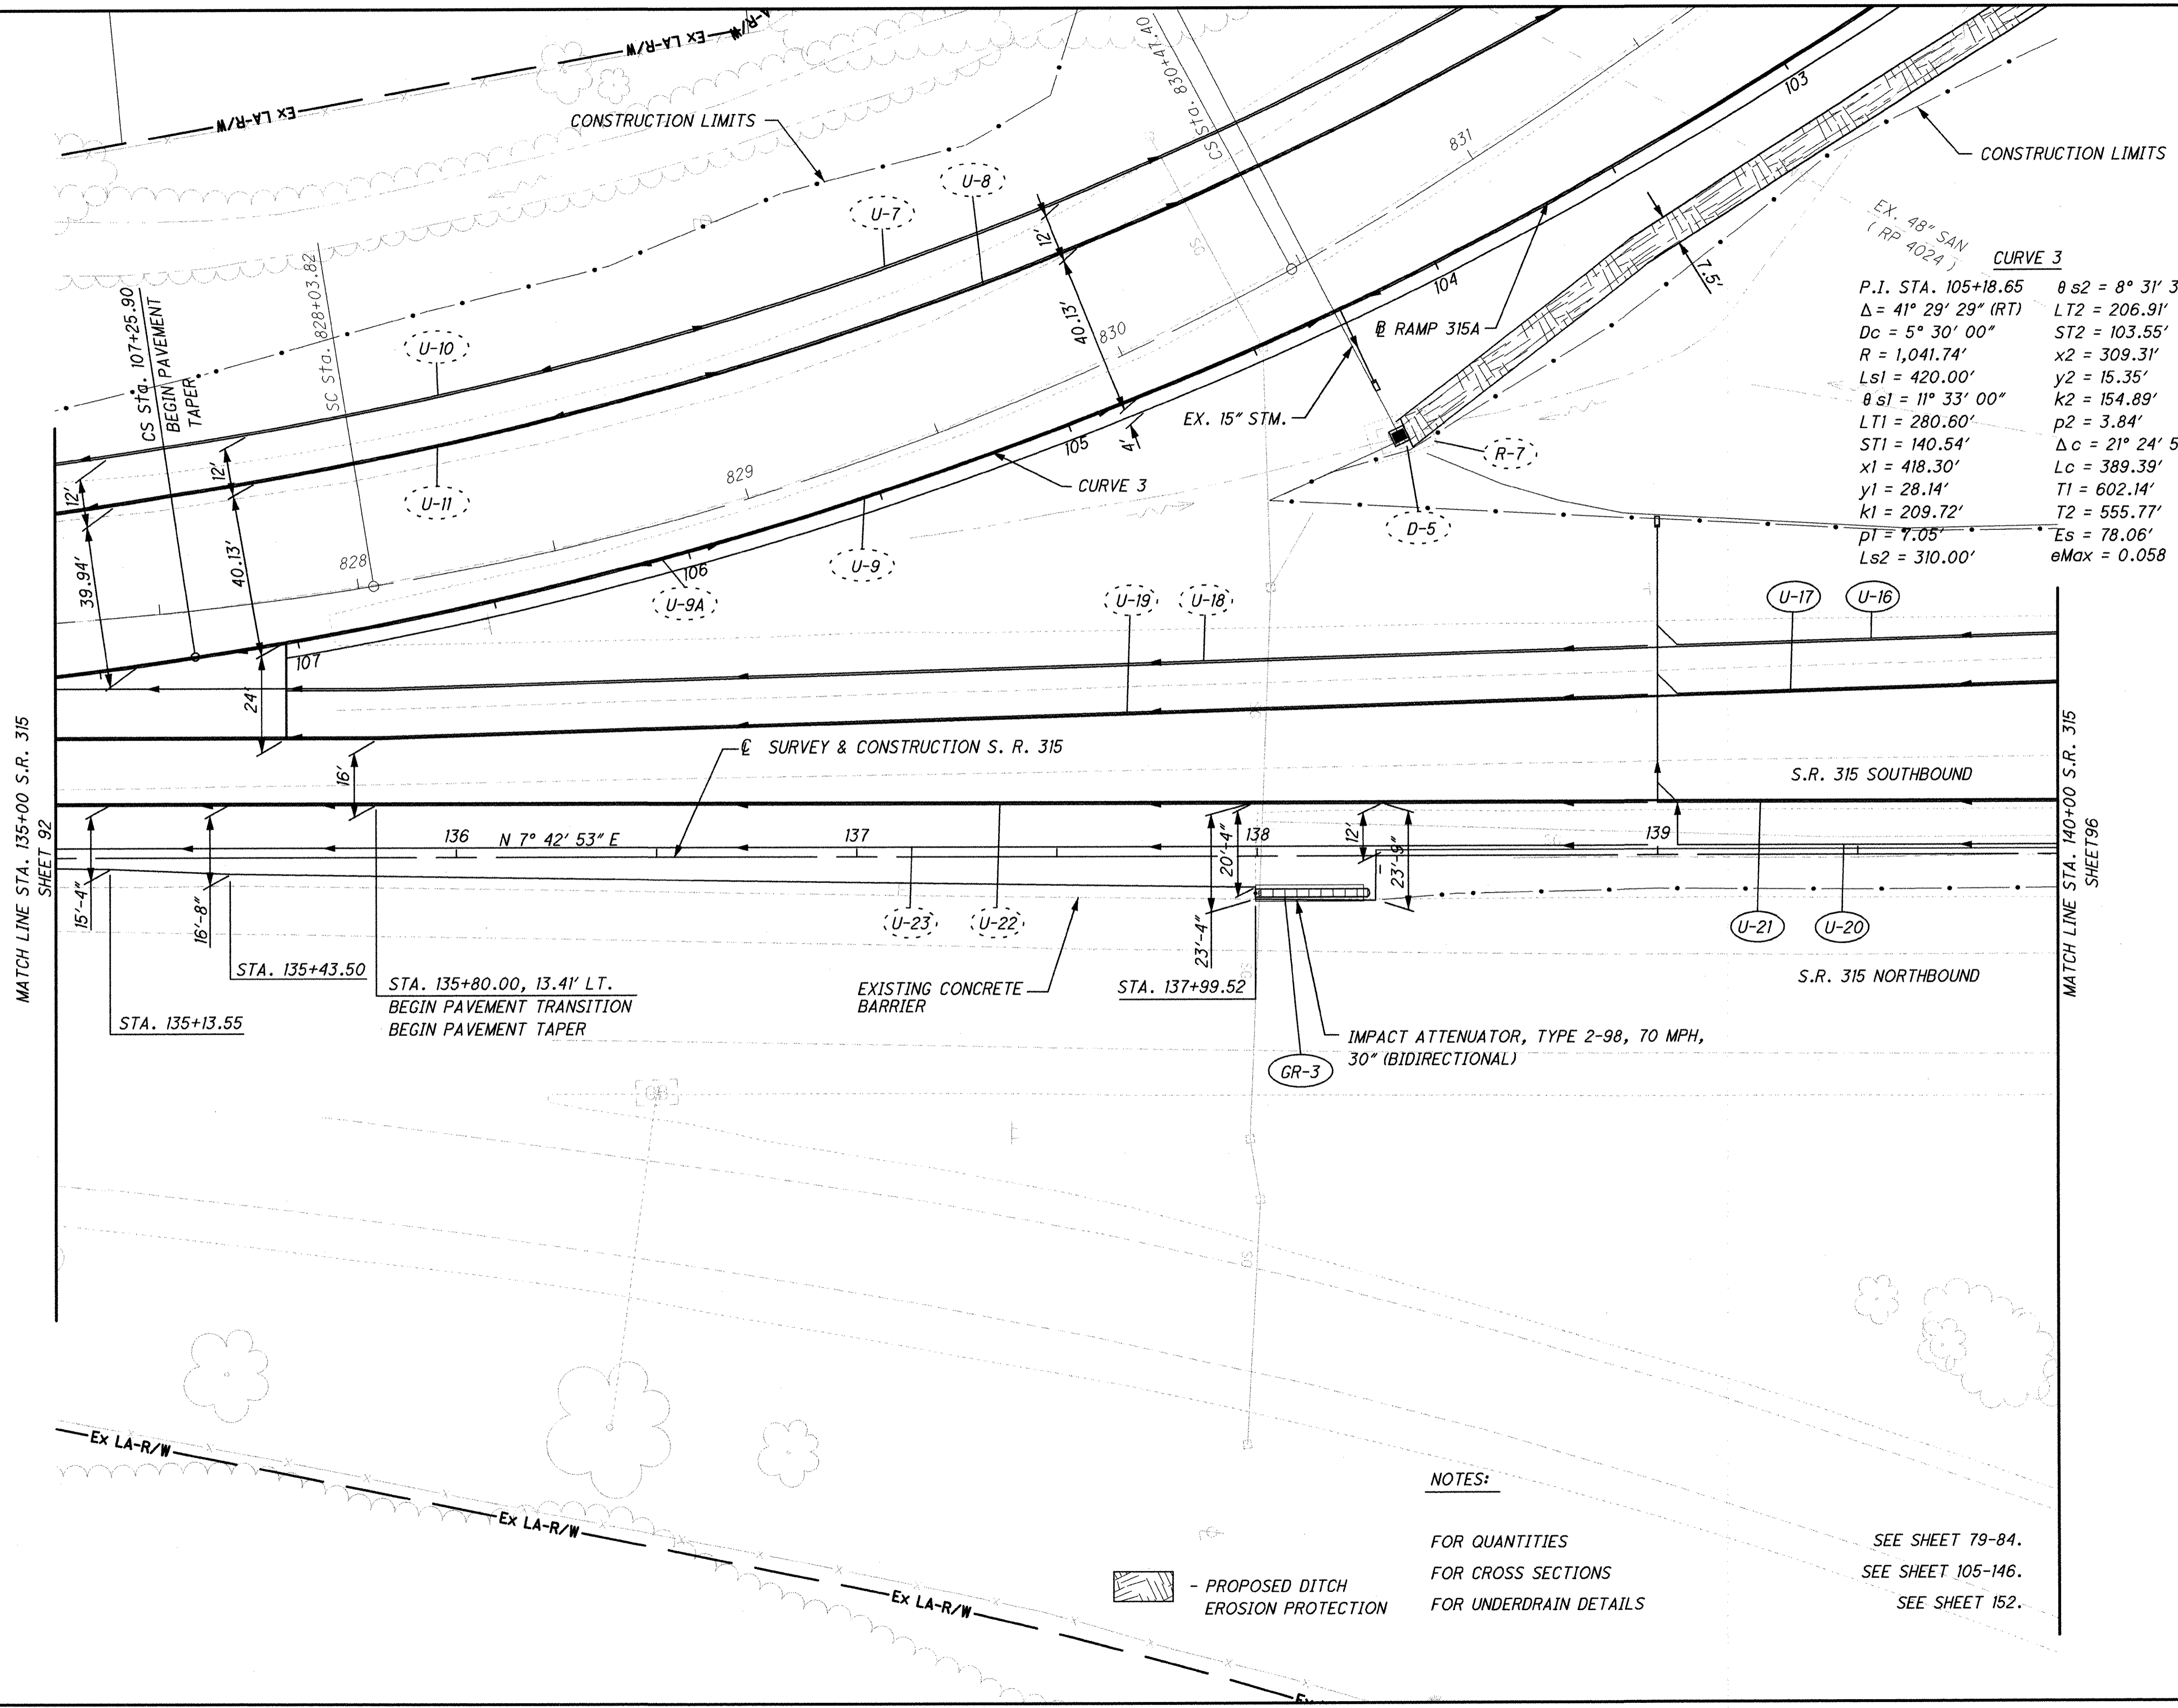 Ex LA-R/W
Ex LA-R/W
CONSTRUCTION LIMITS
CS Sta. 830+47.40
831
103
CONSTRUCTION LIMITS
U-7
U-8
12'
EX. 48" SAN
( RP 4024 )
7.5'
104
℄ RAMP 315A
40.13'
830
CS Sta. 107+25.90
BEGIN PAVEMENT
TAPER
SC Sta. 828+03.82
U-10
U-11
12'
12'
39.94'
40.13'
829
828
105
4'
EX. 15" STM.
CURVE 3
R-7
D-5
U-9
106
U-9A
107
24'
CURVE 3
P.I. STA. 105+18.65
Δ = 41° 29' 29" (RT)
Dc = 5° 30' 00"
R = 1,041.74'
Ls1 = 420.00'
θs1 = 11° 33' 00"
LT1 = 280.60'
ST1 = 140.54'
x1 = 418.30'
y1 = 28.14'
k1 = 209.72'
p1 = 7.05'
Ls2 = 310.00'
θs2 = 8° 31' 3
LT2 = 206.91'
ST2 = 103.55'
x2 = 309.31'
y2 = 15.35'
k2 = 154.89'
p2 = 3.84'
Δc = 21° 24' 5
Lc = 389.39'
T1 = 602.14'
T2 = 555.77'
Es = 78.06'
eMax = 0.058
U-19
U-18
U-17
U-16
MATCH LINE STA. 135+00 S.R. 315
SHEET 92
MATCH LINE STA. 140+00 S.R. 315
SHEET96
℄ SURVEY & CONSTRUCTION S. R. 315
16'
S.R. 315 SOUTHBOUND
136
N 7° 42' 53" E
137
138
139
15'-4"
16'-8"
20'-4"
23'-4"
12'
23'-9"
U-23
U-22
U-21
U-20
STA. 135+13.55
STA. 135+43.50
STA. 135+80.00, 13.41' LT.
BEGIN PAVEMENT TRANSITION
BEGIN PAVEMENT TAPER
EXISTING CONCRETE
BARRIER
STA. 137+99.52
S.R. 315 NORTHBOUND
IMPACT ATTENUATOR, TYPE 2-98, 70 MPH,
30" (BIDIRECTIONAL)
GR-3
Ex LA-R/W
Ex LA-R/W
Ex LA-R/W
NOTES:
FOR QUANTITIES SEE SHEET 79-84.
FOR CROSS SECTIONS SEE SHEET 105-146.
FOR UNDERDRAIN DETAILS SEE SHEET 152.
- PROPOSED DITCH
EROSION PROTECTION